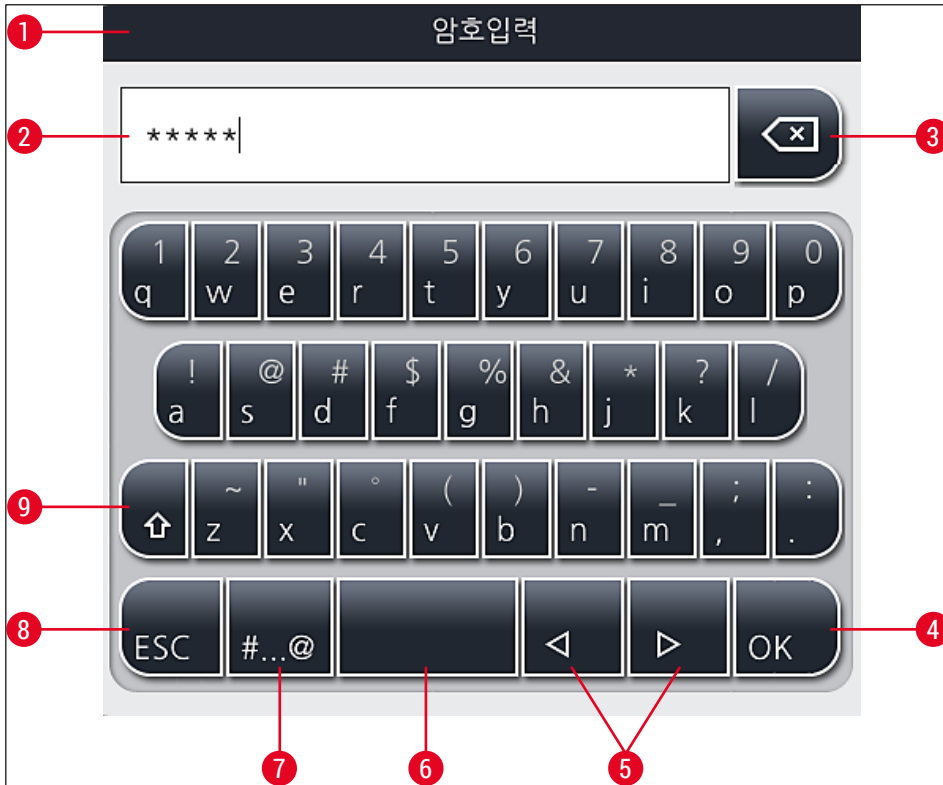 1 암호입력
2 ***** 3
1 2 3 4 5 6 7 8 9 0
q w e r t y u i o p
! @ # $ % & * ? /
a s d f g h j k l
~ " ° ( ) - _ ; :
9 z x c v b n m , .
8 ESC #...@ OK 4
7 6 5